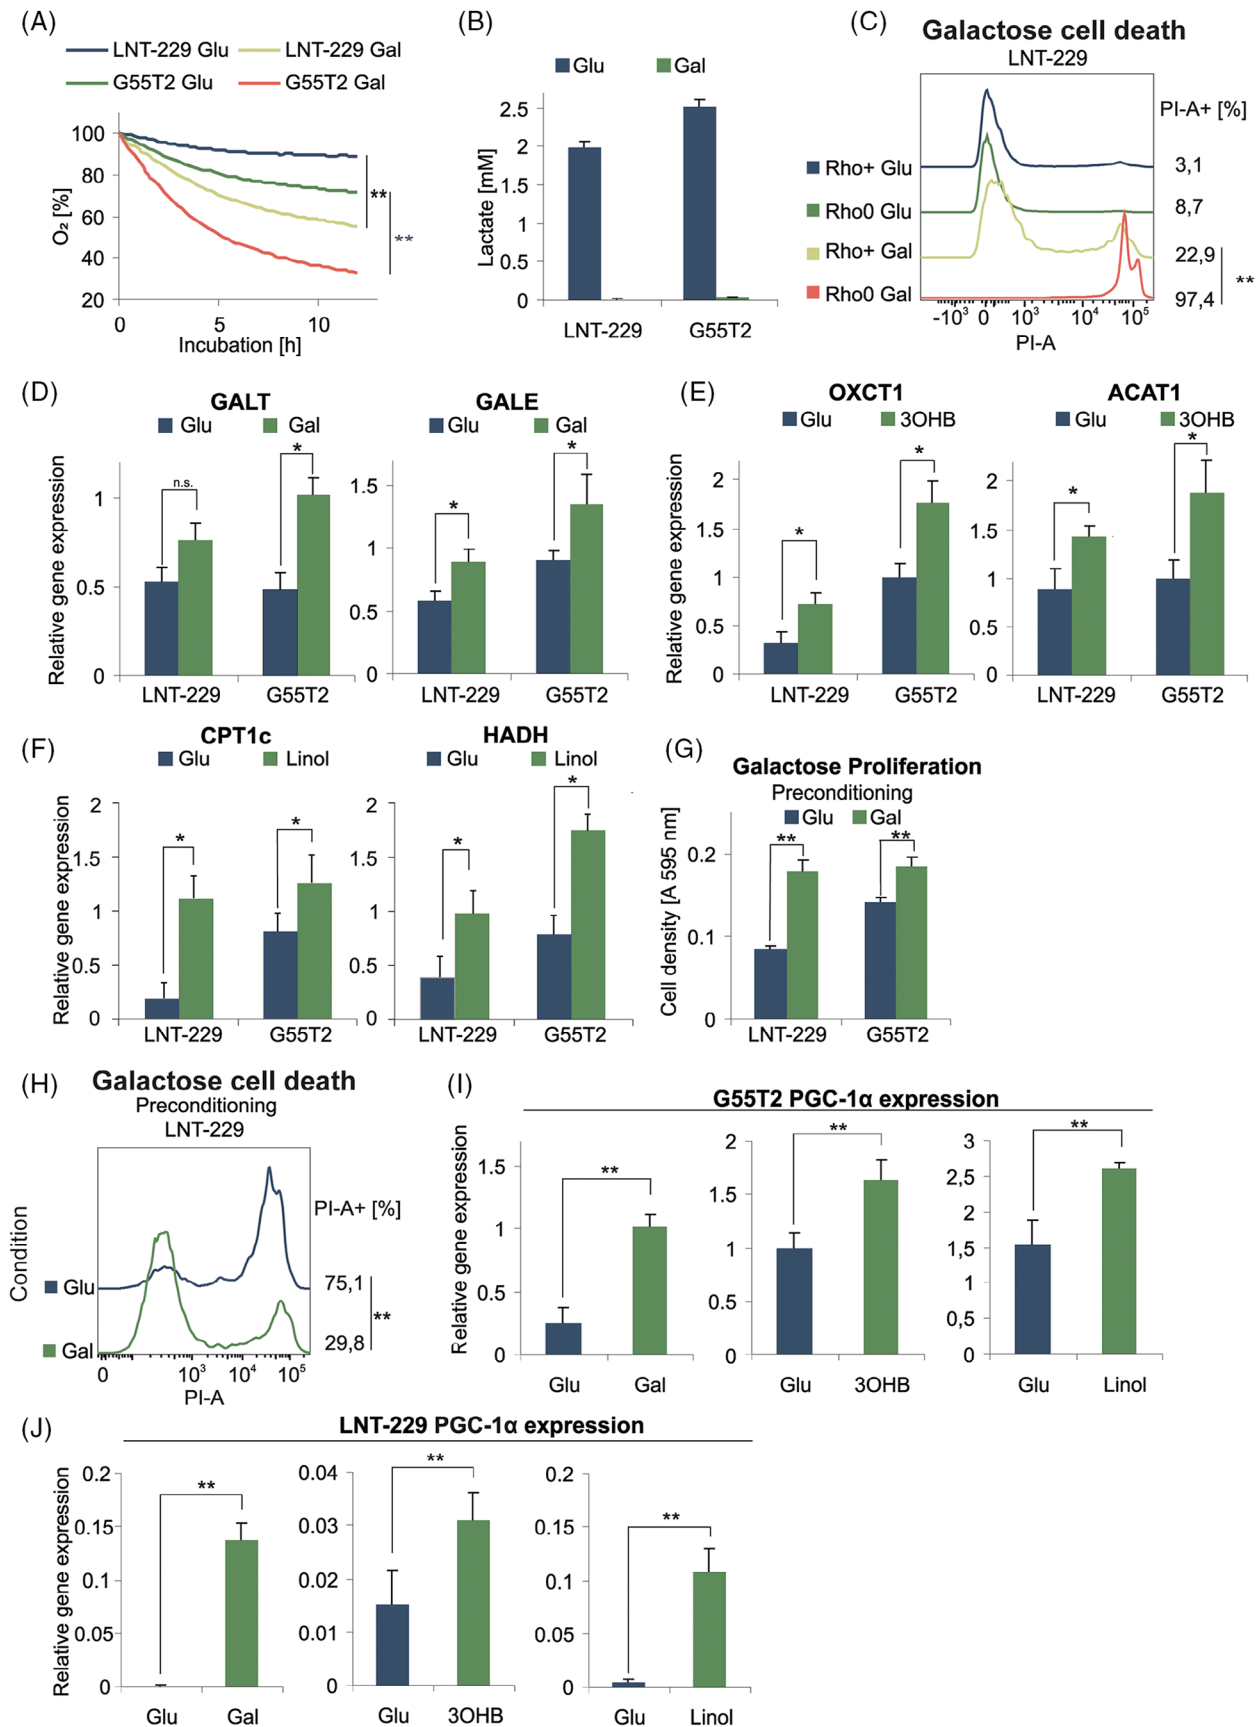 (A)
LNT-229 Glu
LNT-229 Gal
G55T2 Glu
G55T2 Gal
O₂ [%]
100
80
60
40
20
**
**
0
5
10
Incubation [h]
(B)
Glu
Gal
Lactate [mM]
2.5
2
1.5
1
0.5
0
LNT-229
G55T2
(C)
Galactose cell death
LNT-229
PI-A+ [%]
Rho+ Glu
3,1
Rho0 Glu
8,7
Rho+ Gal
22,9
Rho0 Gal
97,4
**
-10³ 0 10³ 10⁴ 10⁵
PI-A
(D)
GALT
Glu
Gal
Relative gene expression
1
0.5
0
n.s.
*
LNT-229
G55T2
GALE
Glu
Gal
1.5
1
0.5
0
*
*
LNT-229
G55T2
(E)
OXCT1
Glu
3OHB
Relative gene expression
2
1.5
1
0.5
0
*
*
LNT-229
G55T2
ACAT1
Glu
3OHB
2
1.5
1
0.5
0
*
*
LNT-229
G55T2
(F)
CPT1c
Glu
Linol
Relative gene expression
2
1.5
1
0.5
0
*
*
LNT-229
G55T2
HADH
Glu
Linol
2
1.5
1
0.5
0
*
*
LNT-229
G55T2
(G)
Galactose Proliferation
Preconditioning
Glu
Gal
Cell density [A 595 nm]
0.2
0.1
0
**
**
LNT-229
G55T2
(H)
Galactose cell death
Preconditioning
LNT-229
PI-A+ [%]
Condition
Glu
75,1
Gal
29,8
**
0 10³ 10⁴ 10⁵
PI-A
(I)
G55T2 PGC-1α expression
Relative gene expression
1.5
1
0.5
0
**
Glu
Gal
2
1.5
1
0.5
0
**
Glu
3OHB
3
2,5
2
1,5
1
0,5
0
**
Glu
Linol
(J)
LNT-229 PGC-1α expression
Relative gene expression
0.2
0.15
0.1
0.05
0
**
Glu
Gal
0.04
0.03
0.02
0.01
0
**
Glu
3OHB
0.2
0.15
0.1
0.05
0
**
Glu
Linol